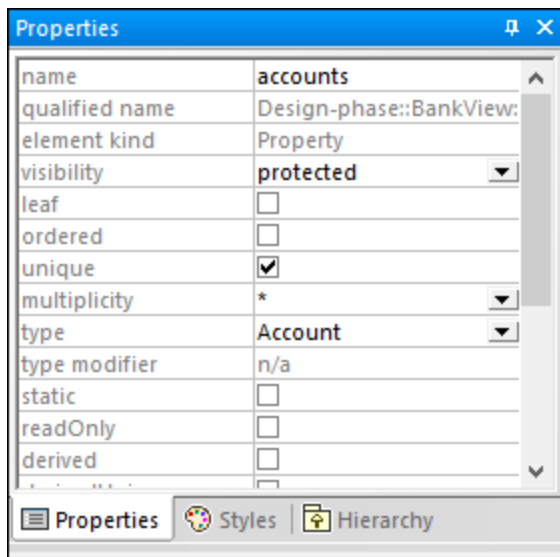 Properties
name accounts
qualified name Design-phase::BankView:
element kind Property
visibility protected
leaf
ordered
unique
multiplicity *
type Account
type modifier n/a
static
readOnly
derived
Properties Styles Hierarchy